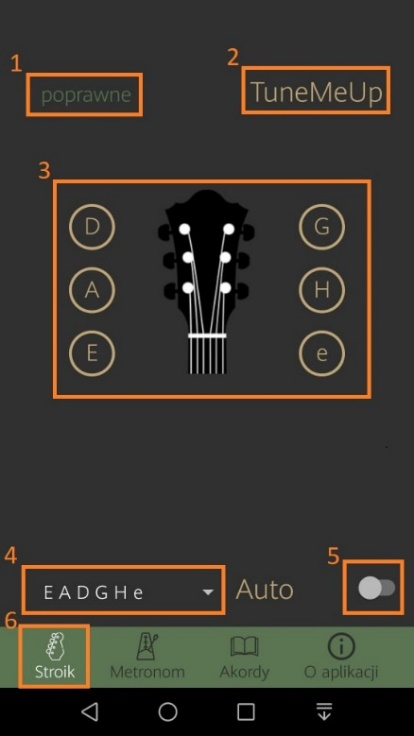 1
poprawne
2
TuneMeUp
3
D
G
A
H
E
e
4
E A D G H e
Auto
5
6
Stroik
Metronom
Akordy
O aplikacji